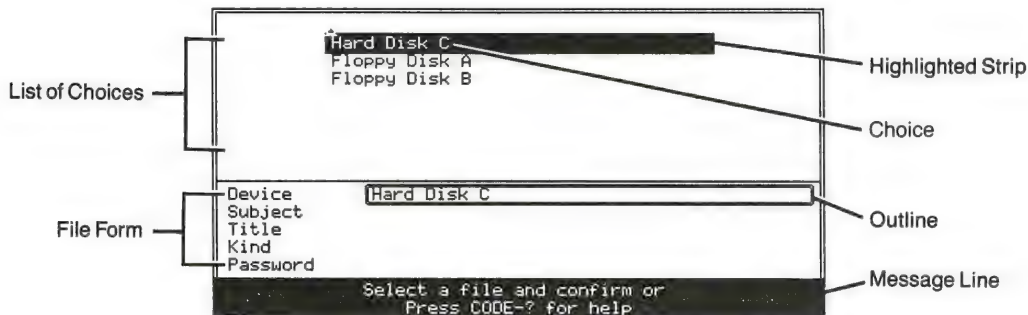 Hard Disk C
Floppy Disk A
Floppy Disk B
Highlighted Strip
List of Choices
Choice
Device Hard Disk C
Subject
Title
Kind
Password
File Form
Outline
Message Line
Select a file and confirm or
Press CODE-? for help